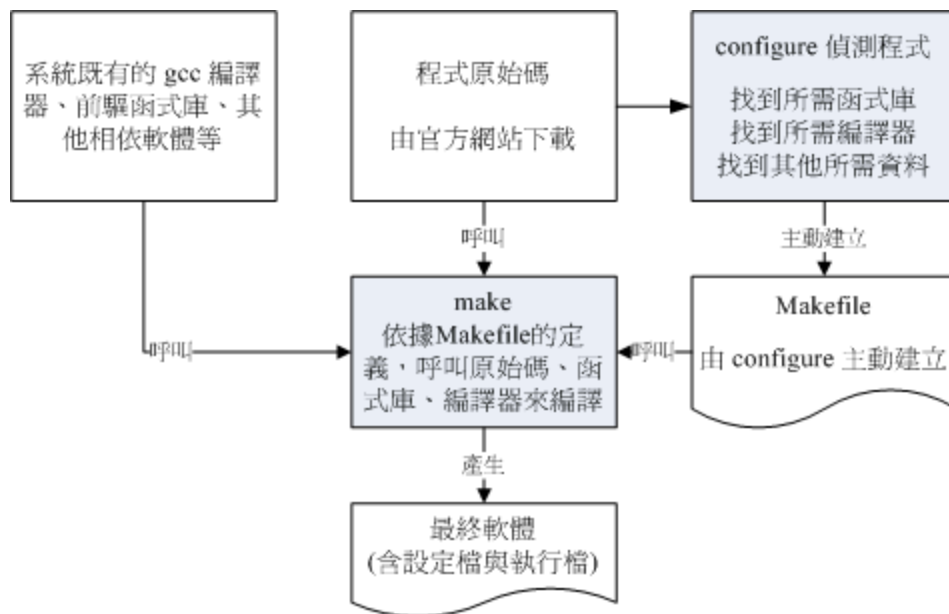 系統既有的 gcc 編譯
器、前驅函式庫、其
他相依軟體等
程式原始碼
由官方網站下載
configure 偵測程式
找到所需函式庫
找到所需編譯器
找到其他所需資料
呼叫
主動建立
make
依據Makefile的定
義，呼叫原始碼、函
式庫、編譯器來編譯
Makefile
由 configure 主動建立
呼叫
呼叫
產生
最終軟體
(含設定檔與執行檔)